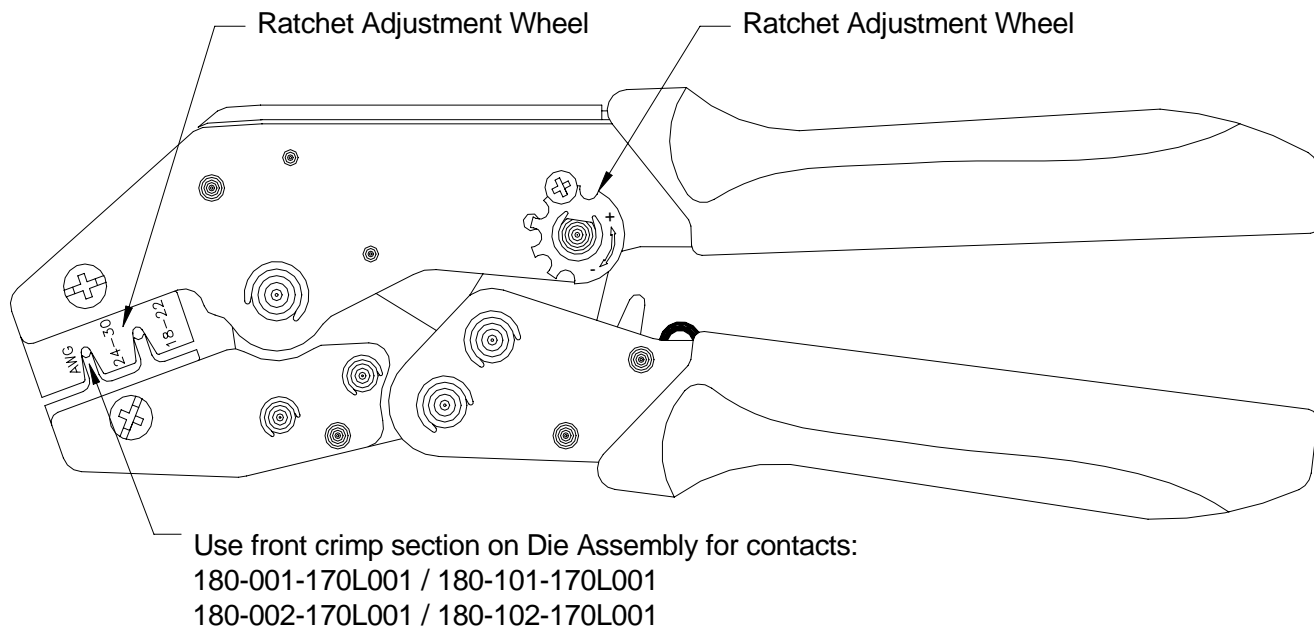 Ratchet Adjustment Wheel
Ratchet Adjustment Wheel
+
-
AWG
24-30
18-22
Use front crimp section on Die Assembly for contacts:
180-001-170L001 / 180-101-170L001
180-002-170L001 / 180-102-170L001